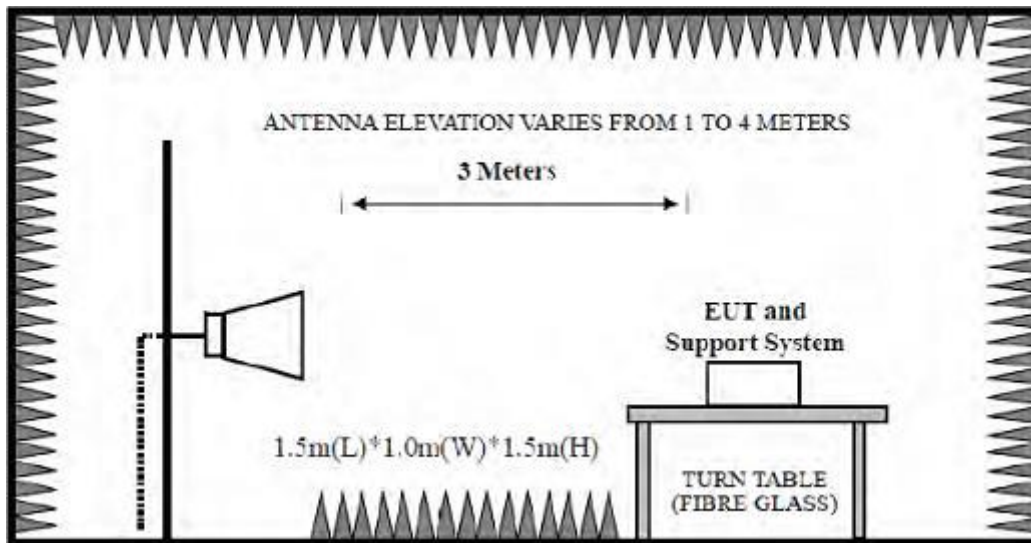 ANTENNA ELEVATION VARIES FROM 1 TO 4 METERS
3 Meters
EUT and
Support System
1.5m(L)*1.0m(W)*1.5m(H)
TURN TABLE
(FIBRE GLASS)